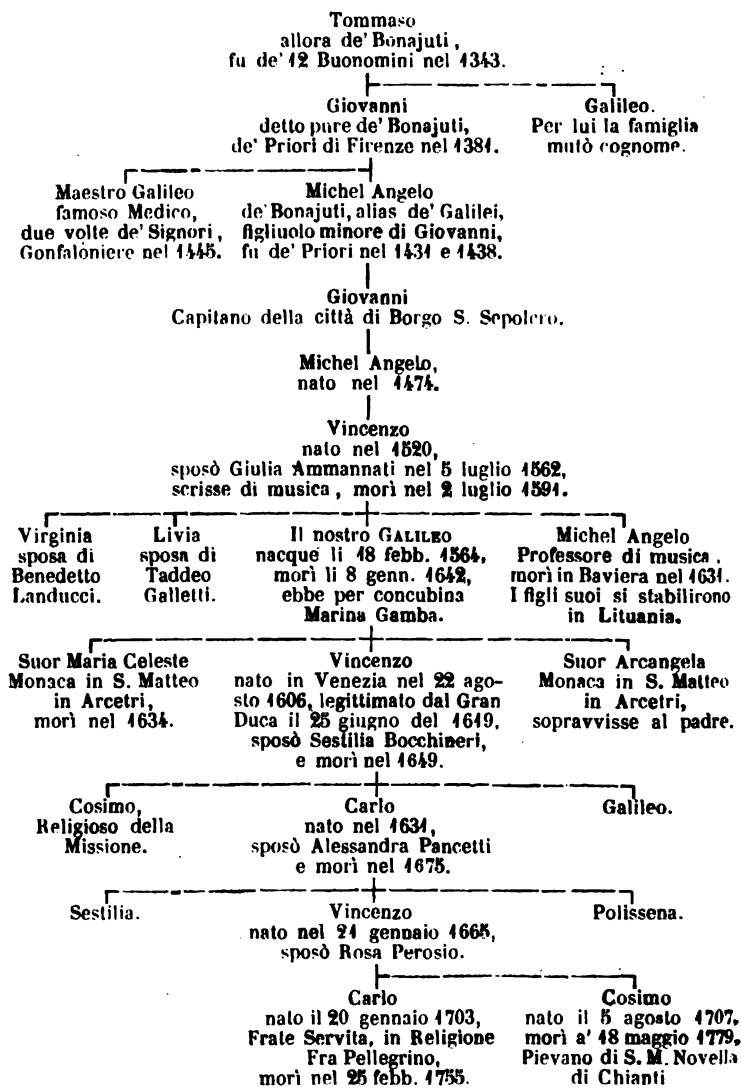 Tommaso
allora de' Bonajuti,
fu de' 12 Buonomini nel 1343.
Giovanni
detto pure de' Bonajuti,
de' Priori di Firenze nel 1381.
Galileo.
Per lui la famiglia
mutò cognome.
Maestro Galileo
famoso Medico,
due volte de' Signori,
Gonfaloniere nel 1445.
Michel Angelo
de' Bonajuti, alias de' Galilei,
figliuolo minore di Giovanni,
fu de' Priori nel 1431 e 1438.
Giovanni
Capitano della città di Borgo S. Sepolcro.
Michel Angelo,
nato nel 1474.
Vincenzo
nato nel 1520,
sposò Giulia Ammannati nel 5 luglio 1562,
scrisse di musica, morì nel 2 luglio 1591.
Virginia
sposa di
Benedetto
Landucci.
Livia
sposa di
Taddeo
Galletti.
Il nostro GALILEO
nacque li 18 febb. 1564,
morì li 8 genn. 1642,
ebbe per concubina
Marina Gamba.
Michel Angelo
Professore di musica,
morì in Baviera nel 1631.
I figli suoi si stabilirono
in Lituania.
Suor Maria Celeste
Monaca in S. Matteo
in Arcetri,
morì nel 1634.
Vincenzo
nato in Venezia nel 22 ago-
sto 1606, legittimato dal Gran
Duca il 25 giugno del 1619,
sposò Sestilia Bocchineri,
e morì nel 1649.
Suor Arcangela
Monaca in S. Matteo
in Arcetri,
sopravvisse al padre.
Cosimo,
Religioso della
Missione.
Carlo
nato nel 1631,
sposò Alessandra Pancetti
e morì nel 1675.
Galileo.
Sestilia.
Vincenzo
nato nel 21 gennaio 1665,
sposò Rosa Perosio.
Polissena.
Carlo
nato il 20 gennaio 1703,
Frate Servita, in Religione
Fra Pellegrino,
morì nel 25 febb. 1755.
Cosimo
nato il 5 agosto 1707,
morì a' 18 maggio 1779,
Pievano di S. M. Novella
di Chianti